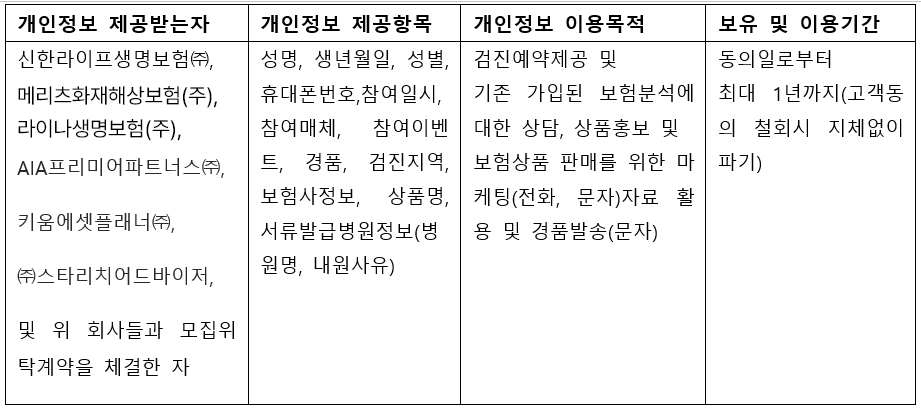 개인정보 제공받는자
신한라이프생명보험㈜,
메리츠화재해상보험(주),
라이나생명보험(주),
AIA프리미어파트너스㈜,
키움에셋플래너㈜,
㈜스타리치어드바이저,
및 위 회사들과 모집위
탁계약을 체결한 자
개인정보 제공항목
성명, 생년월일, 성별,
휴대폰번호,참여일시,
참여매체, 참여이벤
트, 경품, 검진지역,
보험사정보, 상품명,
서류발급병원정보(병
원명, 내원사유)
개인정보 이용목적
검진예약제공 및
기존 가입된 보험분석에
대한 상담, 상품홍보 및
보험상품 판매를 위한 마
케팅(전화, 문자)자료 활
용 및 경품발송(문자)
보유 및 이용기간
동의일로부터
최대 1년까지(고객동
의 철회시 지체없이
파기)